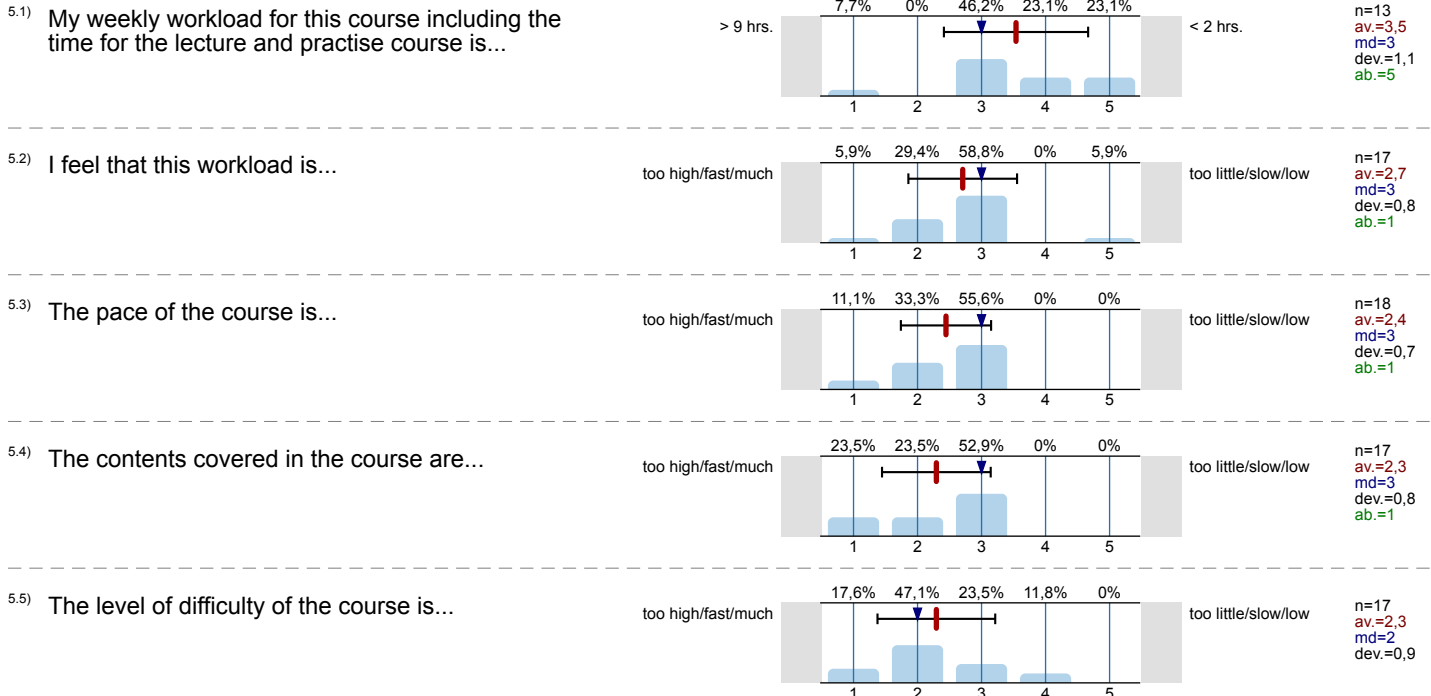 5.1) My weekly workload for this course including the
time for the lecture and practise course is...
> 9 hrs.
7,7% 0% 46,2% 23,1% 23,1%
1 2 3 4 5
< 2 hrs.
n=13
av.=3,5
md=3
dev.=1,1
ab.=5
5.2) I feel that this workload is...
too high/fast/much
5,9% 29,4% 58,8% 0% 5,9%
1 2 3 4 5
too little/slow/low
n=17
av.=2,7
md=3
dev.=0,8
ab.=1
5.3) The pace of the course is...
too high/fast/much
11,1% 33,3% 55,6% 0% 0%
1 2 3 4 5
too little/slow/low
n=18
av.=2,4
md=3
dev.=0,7
ab.=1
5.4) The contents covered in the course are...
too high/fast/much
23,5% 23,5% 52,9% 0% 0%
1 2 3 4 5
too little/slow/low
n=17
av.=2,3
md=3
dev.=0,8
ab.=1
5.5) The level of difficulty of the course is...
too high/fast/much
17,6% 47,1% 23,5% 11,8% 0%
1 2 3 4 5
too little/slow/low
n=17
av.=2,3
md=2
dev.=0,9